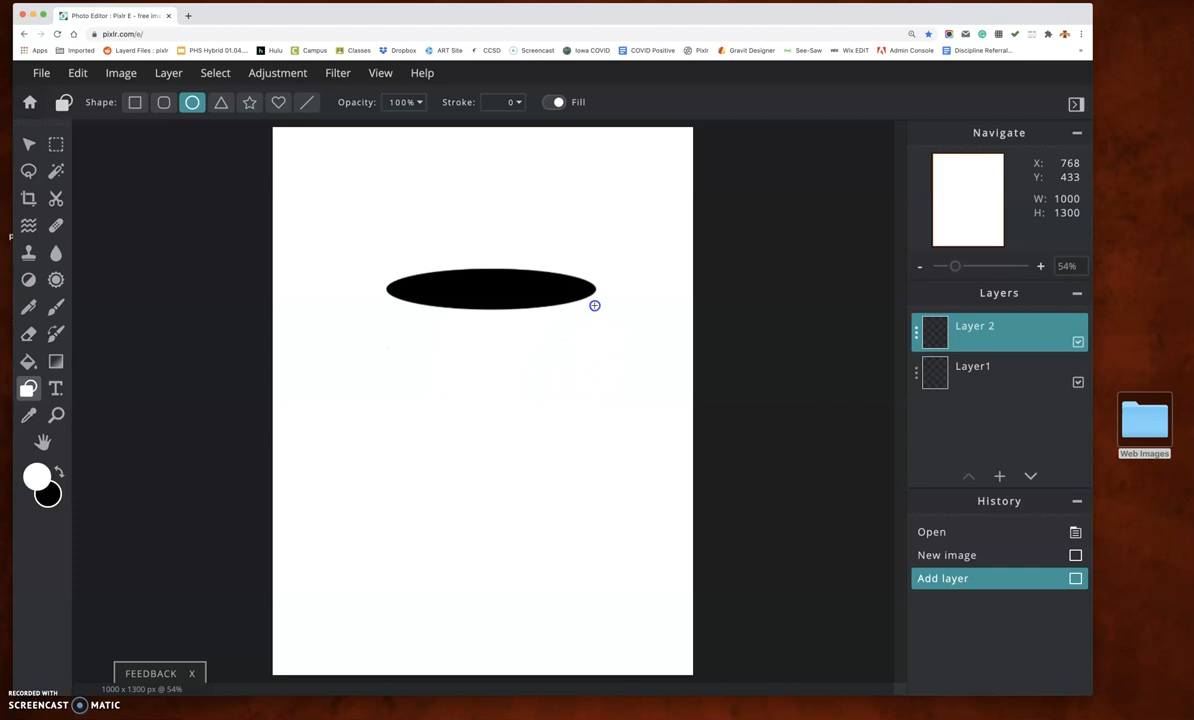 Photo Editor : Pixlr E - free ima
pixlr.com/e/
Apps Imported Layerd Files : pixlr PHS Hybrid 01.04.... Hulu Campus Classes Dropbox ART Site CCSD Screencast Iowa COVID COVID Positive Pixlr Gravit Designer See-Saw Wix EDIT Admin Console Discipline Referral... »
File Edit Image Layer Select Adjustment Filter View Help
Shape: Opacity: 100% Stroke: 0 Fill
Navigate
X: 768
Y: 433
W: 1000
H: 1300
- + 54%
Layers
Layer 2
Layer1
History
Open
New image
Add layer
Web Images
FEEDBACK X
1000 x 1300 px @ 54%
RECORDED WITH
SCREENCAST MATIC